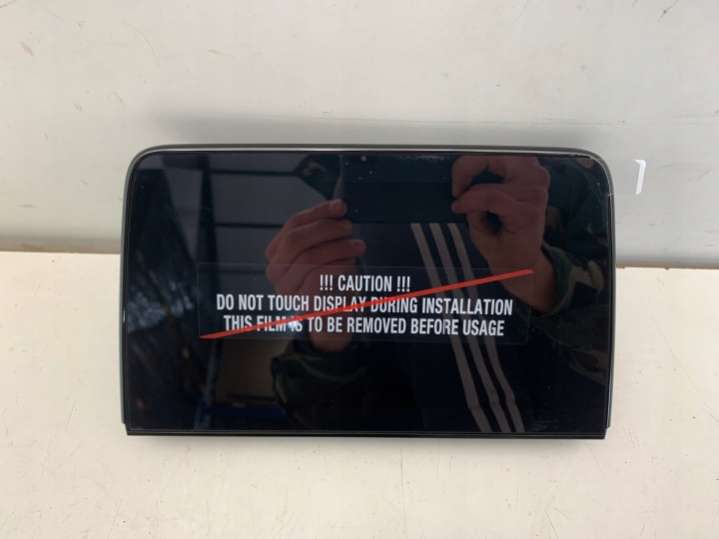 !!! CAUTION !!!
DO NOT TOUCH DISPLAY DURING INSTALLATION
THIS FILM IS TO BE REMOVED BEFORE USAGE